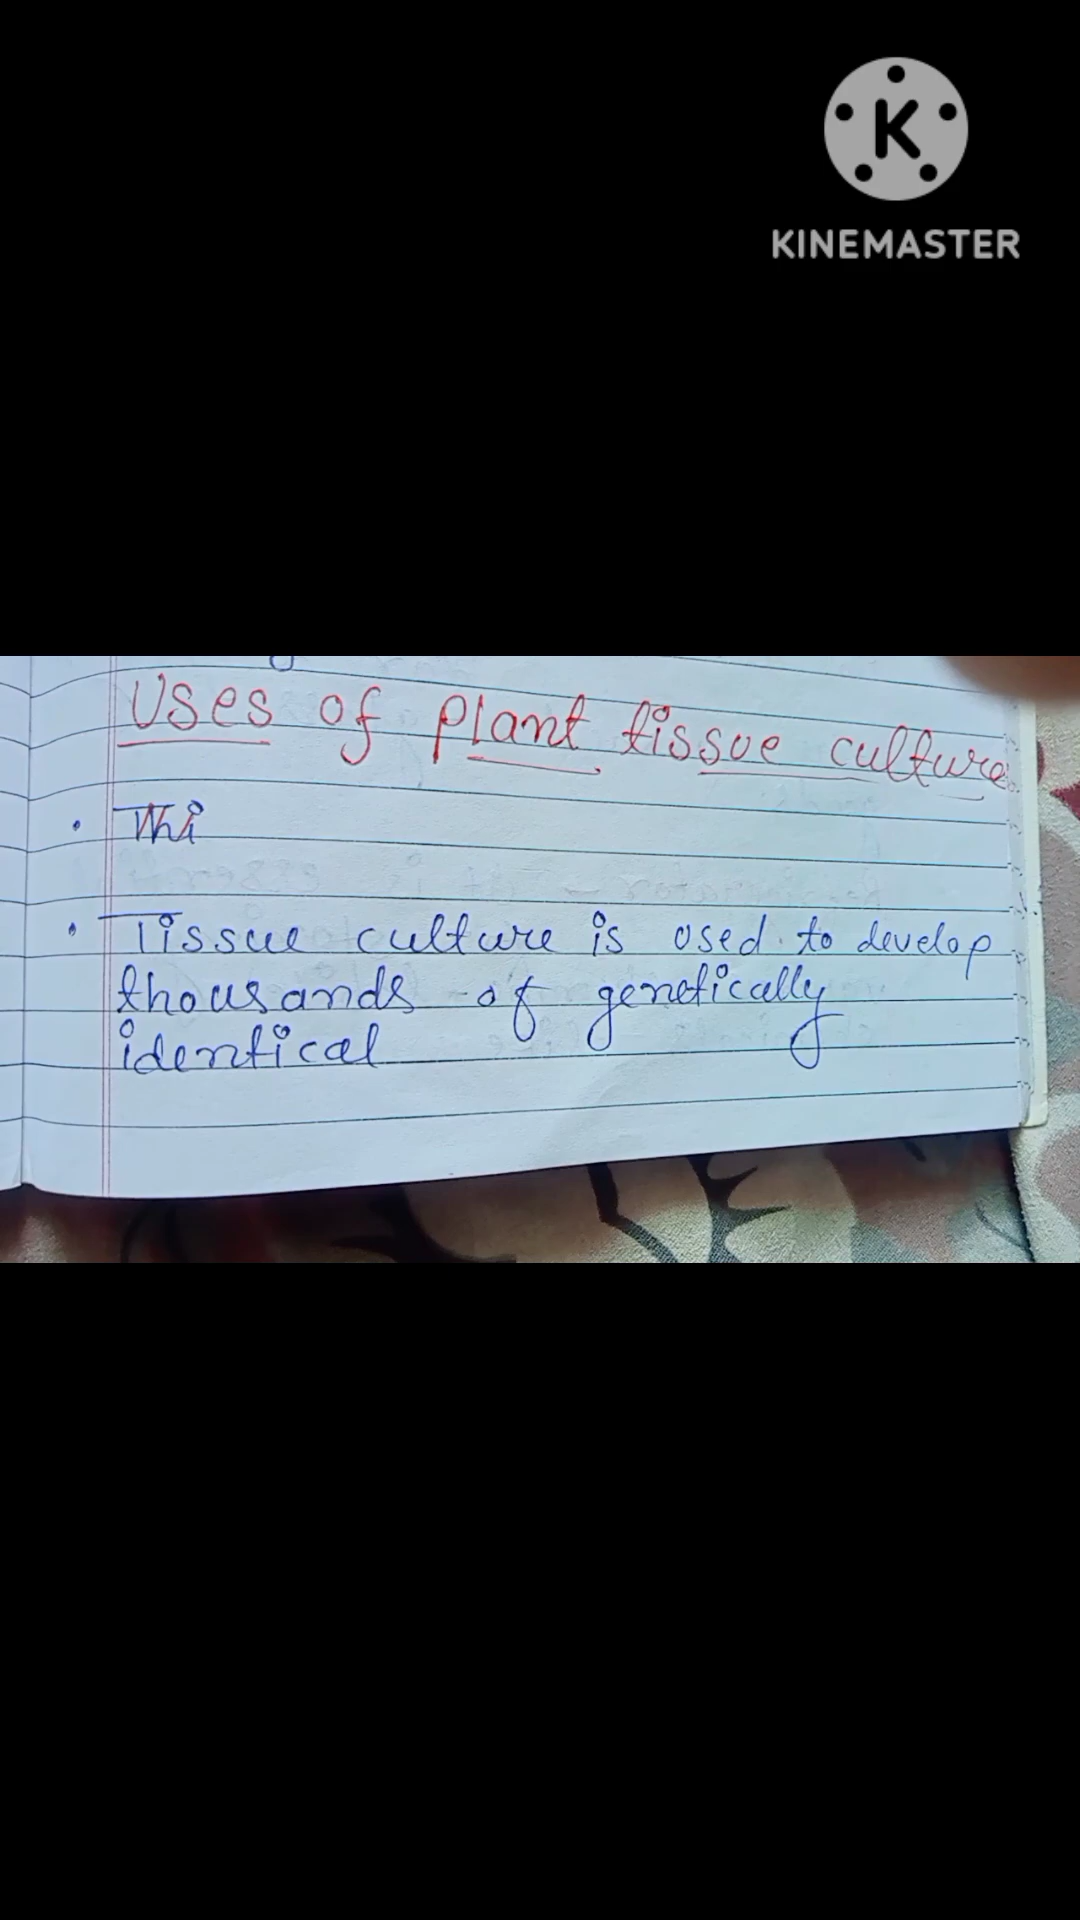 KINEMASTER
Uses of plant tissue culture
• Thi
• Tissue culture is used to develop
thousands of genetically
identical